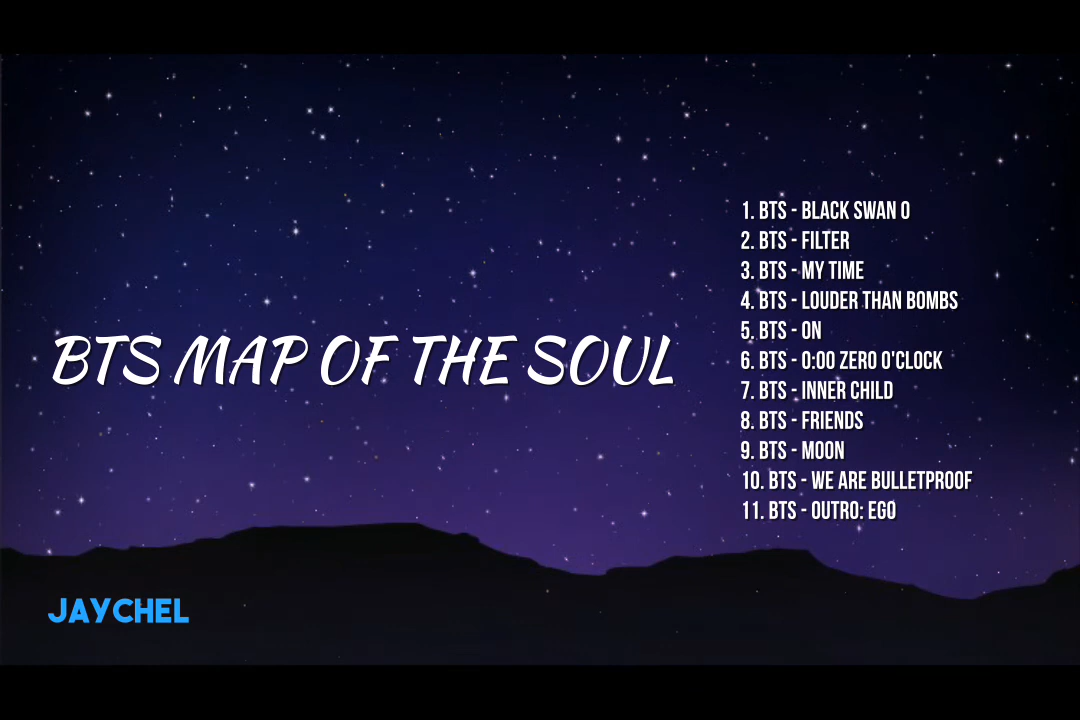 BTS MAP OF THE SOUL
1. BTS - BLACK SWAN O
2. BTS - FILTER
3. BTS - MY TIME
4. BTS - LOUDER THAN BOMBS
5. BTS - ON
6. BTS - 0:00 ZERO O'CLOCK
7. BTS - INNER CHILD
8. BTS - FRIENDS
9. BTS - MOON
10. BTS - WE ARE BULLETPROOF
11. BTS - OUTRO: EGO
JAYCHEL